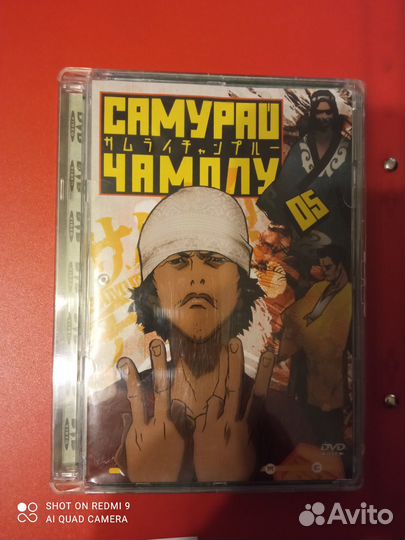 САМУРАЙ
サムライチャンプルー
ЧАМПЛУ
05
DVD
SHOT ON REDMI 9
AI QUAD CAMERA
Avito